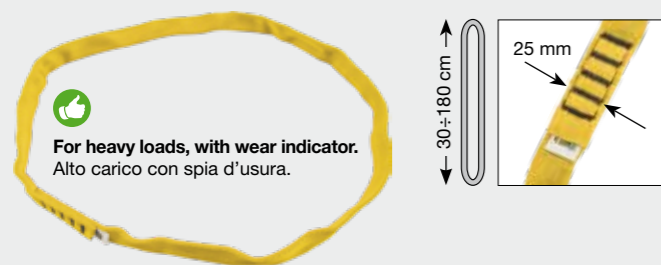 For heavy loads, with wear indicator.
Alto carico con spia d’usura.
30÷180 cm
25 mm